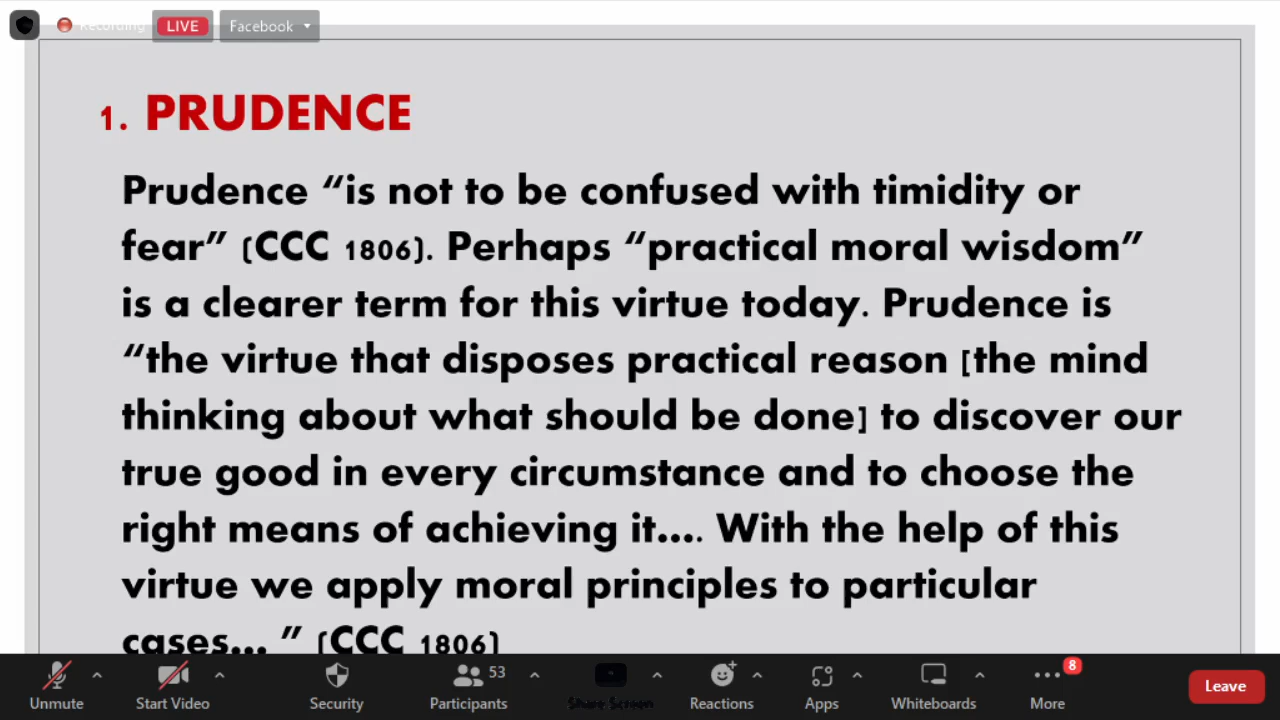 Recording LIVE Facebook
1. PRUDENCE
Prudence “is not to be confused with timidity or
fear” (CCC 1806). Perhaps “practical moral wisdom”
is a clearer term for this virtue today. Prudence is
“the virtue that disposes practical reason [the mind
thinking about what should be done] to discover our
true good in every circumstance and to choose the
right means of achieving it.... With the help of this
virtue we apply moral principles to particular
cases... ” (CCC 1806)
53 8
Unmute Start Video Security Participants Share Screen Reactions Apps Whiteboards More Leave